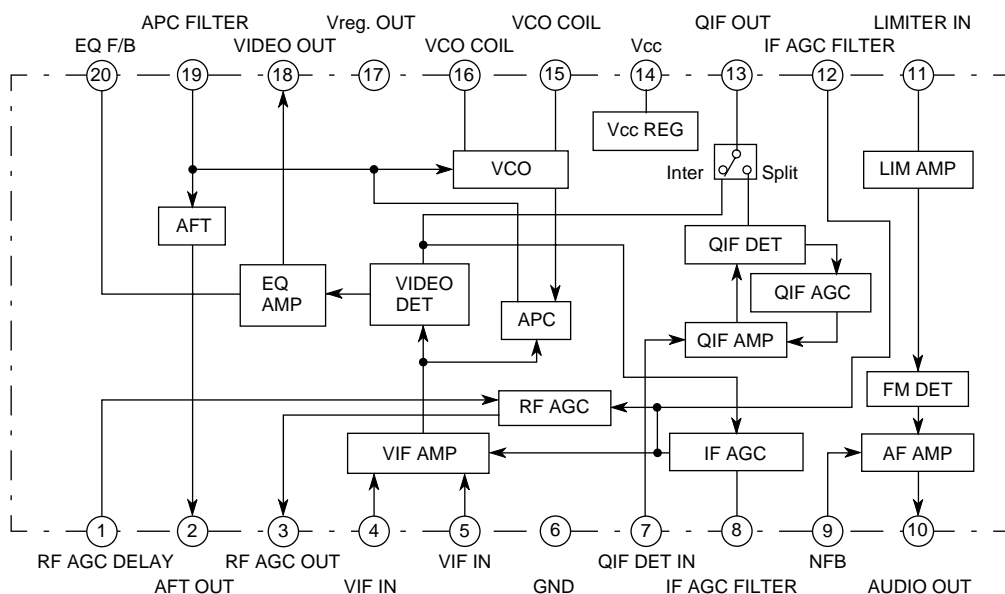 APC FILTER Vreg. OUT VCO COIL QIF OUT LIMITER IN
EQ F/B VIDEO OUT VCO COIL Vcc IF AGC FILTER
20 19 18 17 16 15 14 13 12 11
Vcc REG
VCO
Inter Split
LIM AMP
AFT
QIF DET
EQ AMP
VIDEO DET
QIF AGC
APC
QIF AMP
FM DET
RF AGC
VIF AMP
IF AGC
AF AMP
1 2 3 4 5 6 7 8 9 10
RF AGC DELAY RF AGC OUT VIF IN QIF DET IN NFB
AFT OUT VIF IN GND IF AGC FILTER AUDIO OUT